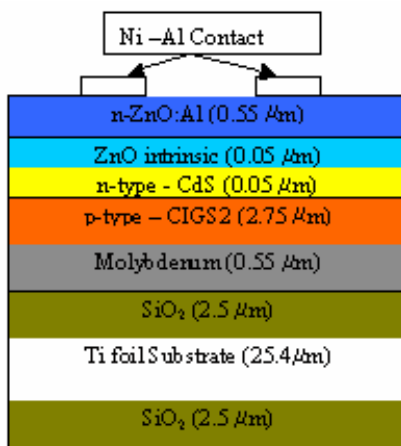 Ni –Al Contact
n-ZnO:Al (0.55 μm)
ZnO intrinsic (0.05 μm)
n-type - CdS (0.05 μm)
p-type – CIGS2 (2.75 μm)
Molybdenum (0.55 μm)
SiO₂ (2.5 μm)
Ti foil Substrate (25.4 μm)
SiO₂ (2.5 μm)